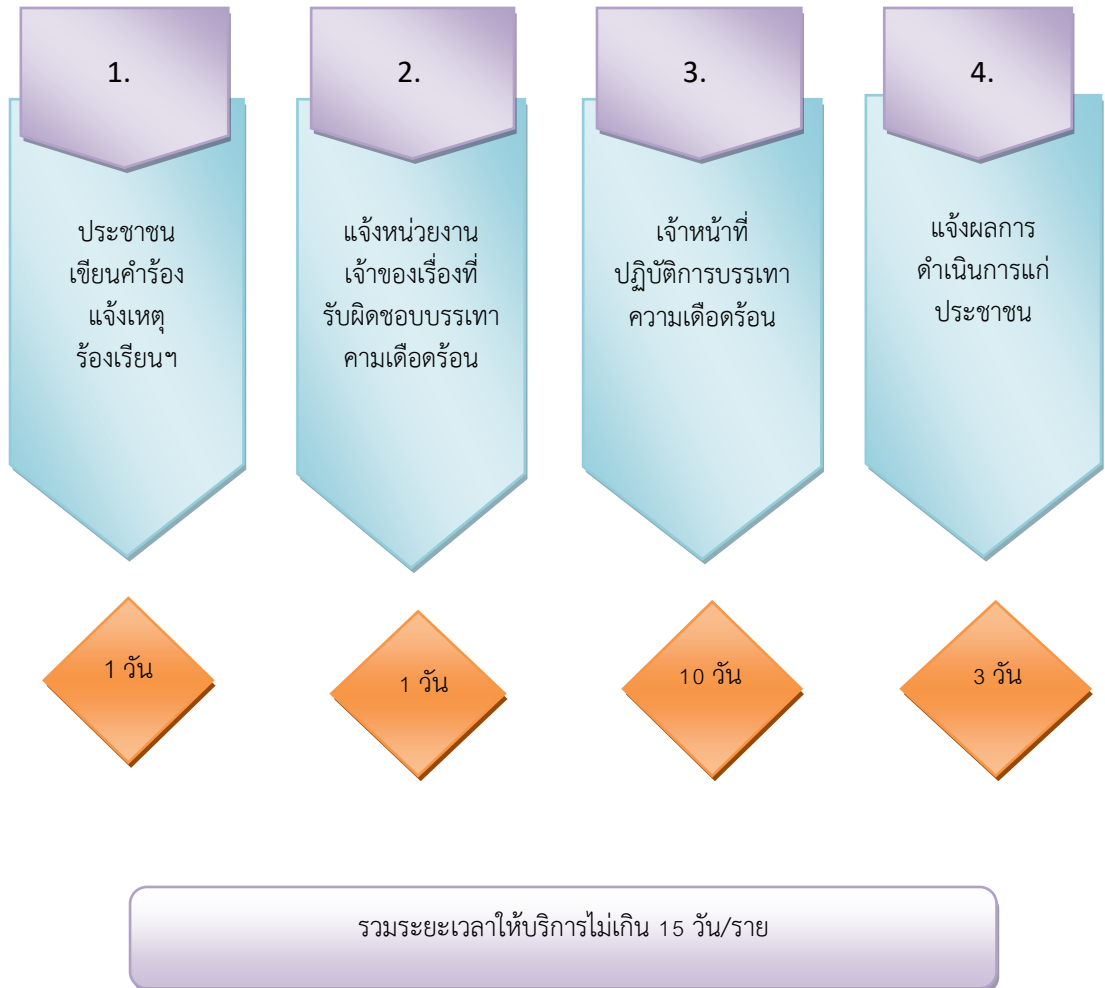 1.
ประชาชน
เขียนคำร้อง
แจ้งเหตุ
ร้องเรียนฯ
1 วัน
2.
แจ้งหน่วยงาน
เจ้าของเรื่องที่
รับผิดชอบบรรเทา
คามเดือดร้อน
1 วัน
3.
เจ้าหน้าที่
ปฏิบัติการบรรเทา
ความเดือดร้อน
10 วัน
4.
แจ้งผลการ
ดำเนินการแก่
ประชาชน
3 วัน
รวมระยะเวลาให้บริการไม่เกิน 15 วัน/ราย